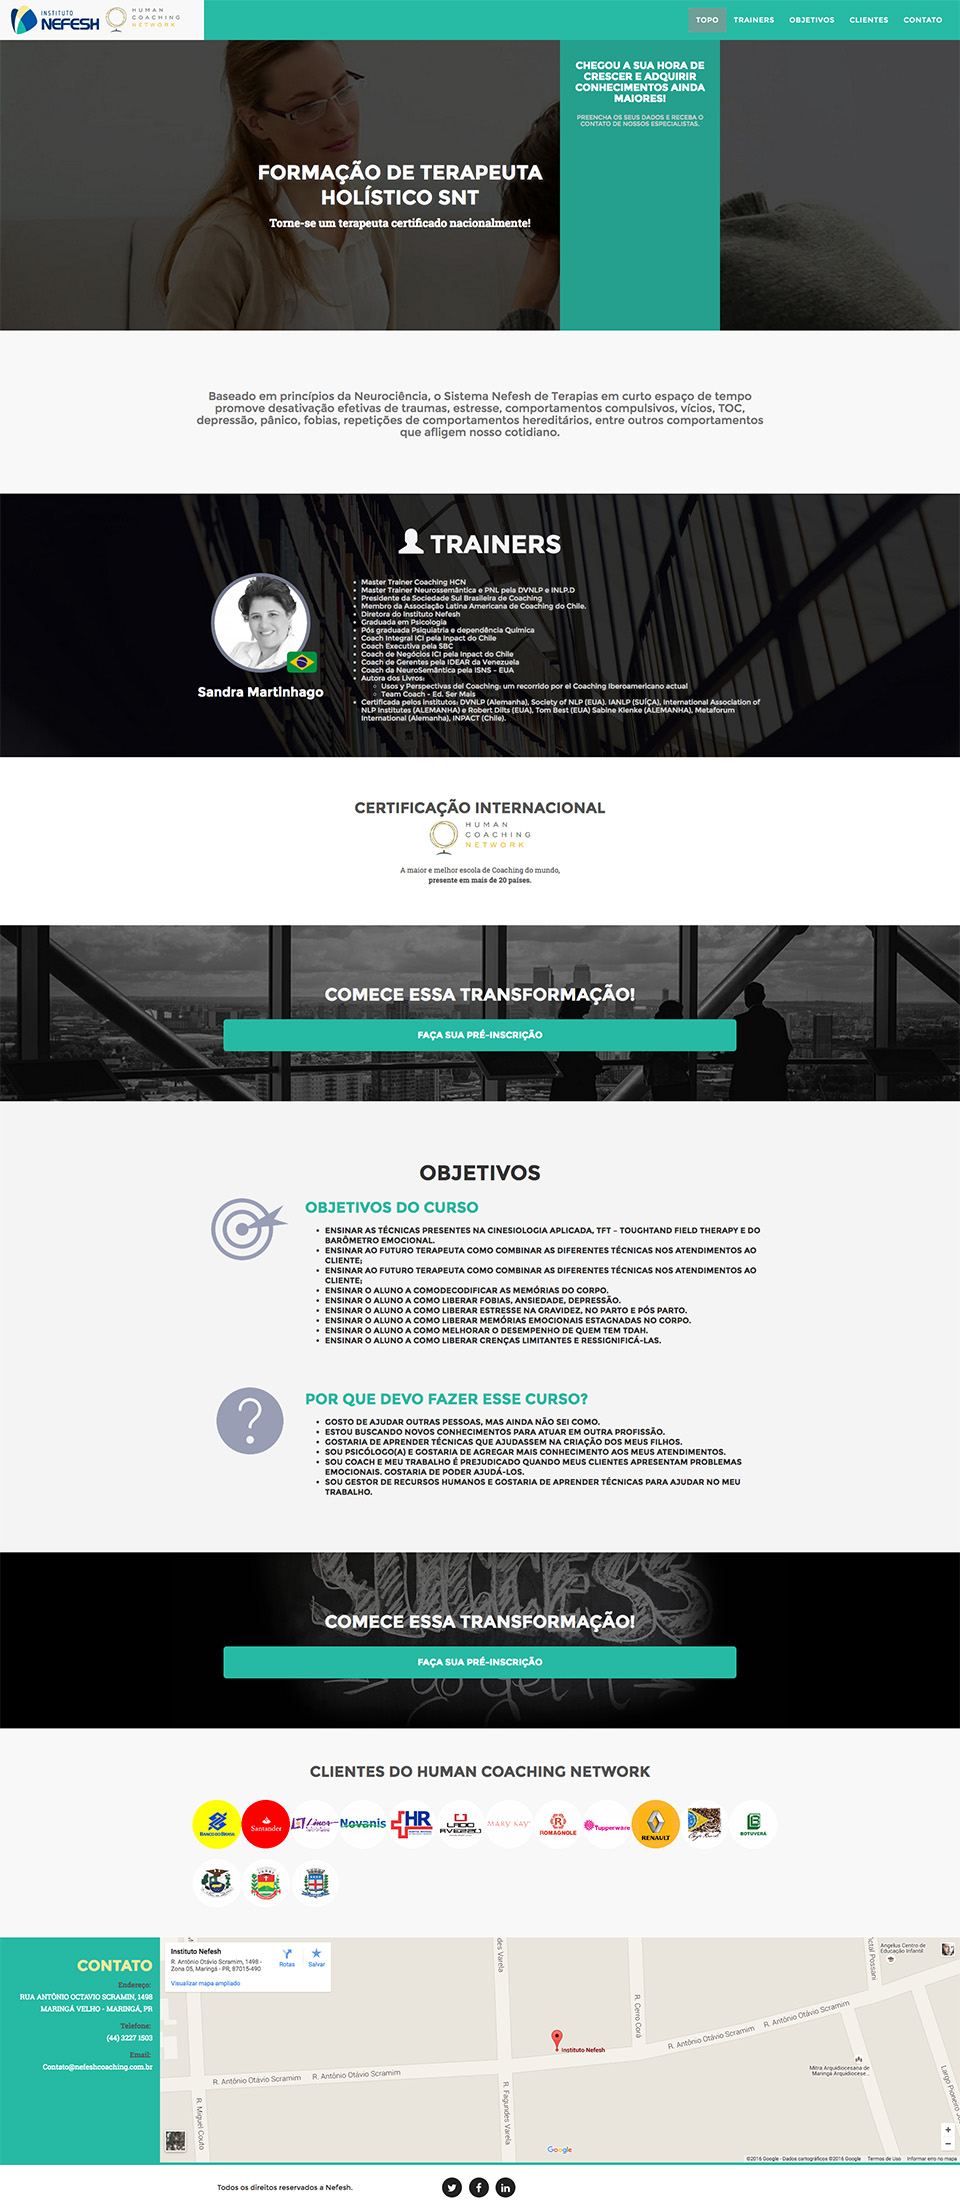 INSTITUTO
NEFESH
HUMAN
COACHING
NETWORK
TOPO
TRAINERS
OBJETIVOS
CLIENTES
CONTATO
CHEGOU A SUA HORA DE
CRESCER E ADQUIRIR
CONHECIMENTOS AINDA
MAIORES!
PREENCHA OS SEUS DADOS E RECEBA O
CONTATO DE NOSSOS ESPECIALISTAS.
FORMAÇÃO DE TERAPEUTA
HOLÍSTICO SNT
Torne-se um terapeuta certificado nacionalmente!
Baseado em princípios da Neurociência, o Sistema Nefesh de Terapias em curto espaço de tempo
promove desativação efetivas de traumas, estresse, comportamentos compulsivos, vícios, TOC,
depressão, pânico, fobias, repetições de comportamentos hereditários, entre outros comportamentos
que afligem nosso cotidiano.
TRAINERS
Sandra Martinhago
Master Trainer Coaching HCN
Master Trainer Neurossemântica e PNL pela DVNLP e INLP.D
Presidente da Sociedade Sul Brasileira de Coaching
Membro da Associação Latina Americana de Coaching do Chile.
Diretora do Instituto Nefesh
Graduada em Psicologia
Pós graduada Psiquiatria e dependência Química
Coach Integral ICI pela Inpact do Chile
Coach Executiva pela SBC
Coach de Negócios ICI pela Inpact do Chile
Coach de Gerentes pela IDEAR da Venezuela
Coach da NeuroSemântica pela ISNS - EUA
Autora dos Livros:
Usos y Perspectivas del Coaching: um recorrido por el Coaching Iberoamericano actual
Team Coach - Ed. Ser Mais
Certificada pelos institutos: DVNLP (Alemanha), Society of NLP (EUA). IANLP (SUÍÇA), International Association of
NLP Institutes (ALEMANHA) e Robert Dilts (EUA), Tom Best (EUA) Sabine Klenke (ALEMANHA), Metaforum
International (Alemanha), INPACT (Chile).
CERTIFICAÇÃO INTERNACIONAL
HUMAN
COACHING
NETWORK
A maior e melhor escola de Coaching do mundo,
presente em mais de 20 países.
COMECE ESSA TRANSFORMAÇÃO!
FAÇA SUA PRÉ-INSCRIÇÃO
OBJETIVOS
OBJETIVOS DO CURSO
ENSINAR AS TÉCNICAS PRESENTES NA CINESIOLOGIA APLICADA, TFT – TOUGHTAND FIELD THERAPY E DO
BARÔMETRO EMOCIONAL.
ENSINAR AO FUTURO TERAPEUTA COMO COMBINAR AS DIFERENTES TÉCNICAS NOS ATENDIMENTOS AO
CLIENTE;
ENSINAR AO FUTURO TERAPEUTA COMO COMBINAR AS DIFERENTES TÉCNICAS NOS ATENDIMENTOS AO
CLIENTE;
ENSINAR O ALUNO A COMODECODIFICAR AS MEMÓRIAS DO CORPO.
ENSINAR O ALUNO A COMO LIBERAR FOBIAS, ANSIEDADE, DEPRESSÃO.
ENSINAR O ALUNO A COMO LIBERAR ESTRESSE NA GRAVIDEZ, NO PARTO E PÓS PARTO.
ENSINAR O ALUNO A COMO LIBERAR MEMÓRIAS EMOCIONAIS ESTAGNADAS NO CORPO.
ENSINAR O ALUNO A COMO MELHORAR O DESEMPENHO DE QUEM TEM TDAH.
ENSINAR O ALUNO A COMO LIBERAR CRENÇAS LIMITANTES E RESSIGNIFICÁ-LAS.
?
POR QUE DEVO FAZER ESSE CURSO?
GOSTO DE AJUDAR OUTRAS PESSOAS, MAS AINDA NÃO SEI COMO.
ESTOU BUSCANDO NOVOS CONHECIMENTOS PARA ATUAR EM OUTRA PROFISSÃO.
GOSTARIA DE APRENDER TÉCNICAS QUE AJUDASSEM NA CRIAÇÃO DOS MEUS FILHOS.
SOU PSICÓLOGO(A) E GOSTARIA DE AGREGAR MAIS CONHECIMENTO AOS MEUS ATENDIMENTOS.
SOU COACH E MEU TRABALHO É PREJUDICADO QUANDO MEUS CLIENTES APRESENTAM PROBLEMAS
EMOCIONAIS. GOSTARIA DE PODER AJUDÁ-LOS.
SOU GESTOR DE RECURSOS HUMANOS E GOSTARIA DE APRENDER TÉCNICAS PARA AJUDAR NO MEU
TRABALHO.
SUCCESS
go get it
COMECE ESSA TRANSFORMAÇÃO!
FAÇA SUA PRÉ-INSCRIÇÃO
CLIENTES DO HUMAN COACHING NETWORK
BANCO DO BRASIL
Santander
Novanis
HR
MARY KAY
ROMAGNOLE
Tupperware
RENAULT
BOTUVERÁ
CONTATO
Endereço:
RUA ANTÔNIO OCTAVIO SCRAMIN, 1498
MARINGÁ VELHO - MARINGÁ, PR
Telefone:
(44) 3227 1503
Email:
Contato@nefeshcoaching.com.br
Instituto Nefesh
R. Antônio Otávio Scramim, 1498 -
Zona 05, Maringá - PR, 87015-490
Visualizar mapa ampliado
Rotas
Salvar
des Varela
R. Cerro Corá
Octal Possani
Angelus Centro de
Educação Infantil
R. Antônio Otávio Scramim
R. Antônio Otávio Scramim
Instituto Nefesh
R. Antônio Otávio Scramim
R. Antônio Otávio Scramim
Mitra Arquidiocesana de
Maringa Arquidiocese...
R. Miguel Couto
R. Fagundes Varela
Largo Pioneiro
Google
©2016 Google - Dados cartográficos ©2016 Google
Termos de Uso
Informar erro no mapa
Todos os direitos reservados a Nefesh.